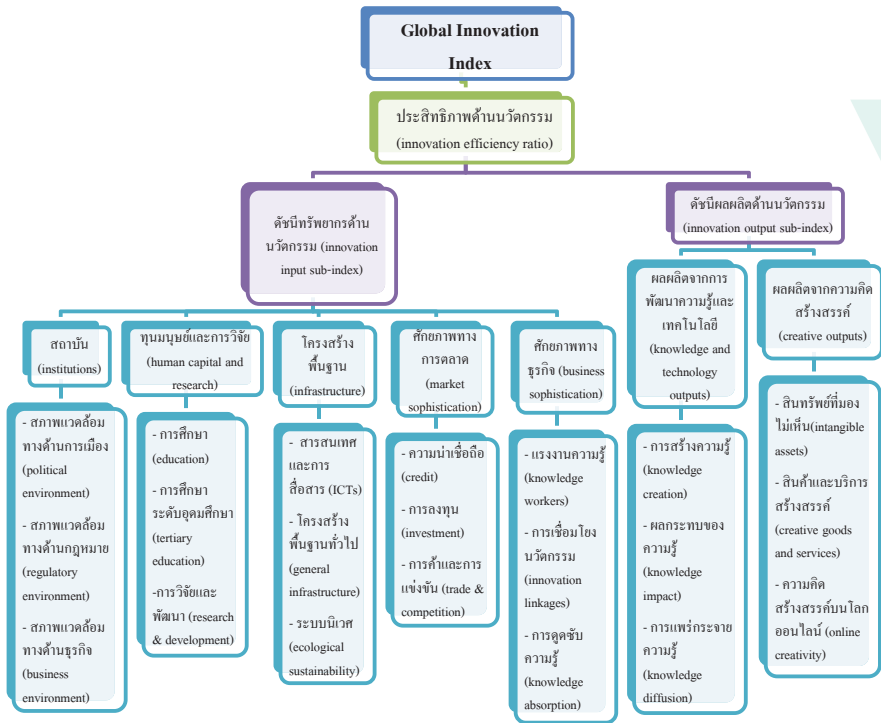 Global Innovation
Index
ประสิทธิภาพด้านนวัตกรรม
(innovation efficiency ratio)
ดัชนีทรัพยากรด้าน
นวัตกรรม (innovation
input sub-index)
ดัชนีผลผลิตด้านนวัตกรรม
(innovation output sub-index)
สถาบัน
(institutions)
ทุนมนุษย์และการวิจัย
(human capital and
research)
โครงสร้าง
พื้นฐาน
(infrastructure)
ศักยภาพทาง
การตลาด
(market
sophistication)
ศักยภาพทาง
ธุรกิจ (business
sophistication)
ผลผลิตจากการ
พัฒนาความรู้และ
เทคโนโลยี
(knowledge and
technology
outputs)
ผลผลิตจากความคิด
สร้างสรรค์
(creative outputs)
- สภาพแวดล้อม
ทางด้านการเมือง
(political
environment)
- สภาพแวดล้อม
ทางด้านกฎหมาย
(regulatory
environment)
- สภาพแวดล้อม
ทางด้านธุรกิจ
(business
environment)
- การศึกษา
(education)
- การศึกษา
ระดับอุดมศึกษา
(tertiary
education)
-การวิจัยและ
พัฒนา (research
& development)
- สารสนเทศ
และการ
สื่อสาร (ICTs)
- โครงสร้าง
พื้นฐานทั่วไป
(general
infrastructure)
- ระบบนิเวศ
(ecological
sustainability)
- ความน่าเชื่อถือ
(credit)
- การลงทุน
(investment)
- การค้าและการ
แข่งขัน (trade &
competition)
- แรงงานความรู้
(knowledge
workers)
- การเชื่อมโยง
นวัตกรรม
(innovation
linkages)
- การดูดซับ
ความรู้
(knowledge
absorption)
- การสร้างความรู้
(knowledge
creation)
- ผลกระทบของ
ความรู้
(knowledge
impact)
- การแพร่กระจาย
ความรู้
(knowledge
diffusion)
- สินทรัพย์ที่มอง
ไม่เห็น(intangible
assets)
- สินค้าและบริการ
สร้างสรรค์
(creative goods
and services)
- ความคิด
สร้างสรรค์บนโลก
ออนไลน์ (online
creativity)